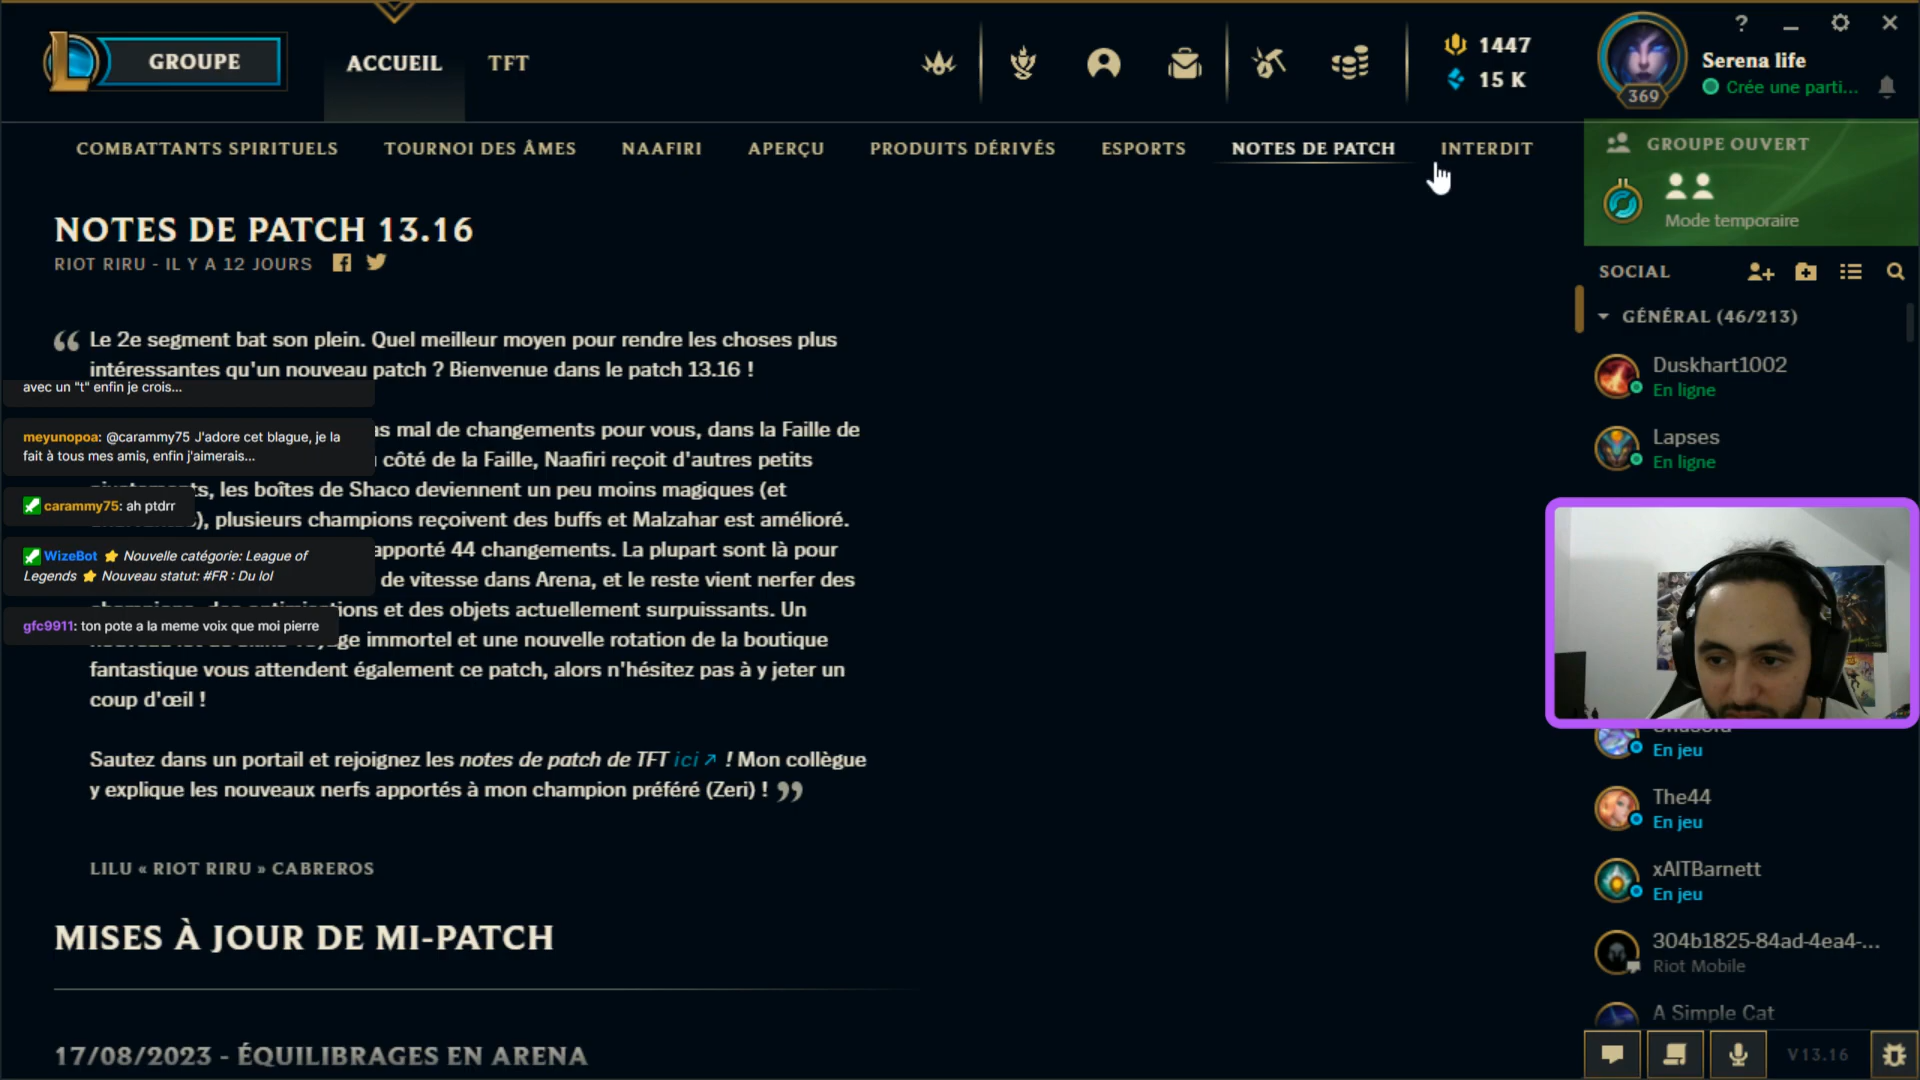 GROUPE
ACCUEIL
TFT
1447
15 K
369
Serena life
Crée une parti...
COMBATTANTS SPIRITUELS
TOURNOI DES ÂMES
NAAFIRI
APERÇU
PRODUITS DÉRIVÉS
ESPORTS
NOTES DE PATCH
INTERDIT
GROUPE OUVERT
Mode temporaire
NOTES DE PATCH 13.16
RIOT RIRU - IL Y A 12 JOURS
“ Le 2e segment bat son plein. Quel meilleur moyen pour rendre les choses plus
intéressantes qu'un nouveau patch ? Bienvenue dans le patch 13.16 !
avec un "t" enfin je crois...
meyunopoa: @carammy75 J'adore cet blague, je la
fait à tous mes amis, enfin j'aimerais...
carammy75: ah ptdrr
WizeBot ⭐ Nouvelle catégorie: League of
Legends ⭐ Nouveau statut: #FR : Du lol
gfc9911: ton pote a la meme voix que moi pierre
mal de changements pour vous, dans la Faille de
côté de la Faille, Naafiri reçoit d'autres petits
les boîtes de Shaco deviennent un peu moins magiques (et
), plusieurs champions reçoivent des buffs et Malzahar est amélioré.
apporté 44 changements. La plupart sont là pour
de vitesse dans Arena, et le reste vient nerfer des
et des objets actuellement surpuissants. Un
immortel et une nouvelle rotation de la boutique
fantastique vous attendent également ce patch, alors n'hésitez pas à y jeter un
coup d'œil !
Sautez dans un portail et rejoignez les notes de patch de TFT ici ↗ ! Mon collègue
y explique les nouveaux nerfs apportés à mon champion préféré (Zeri) ! ”
LILU « RIOT RIRU » CABREROS
MISES À JOUR DE MI-PATCH
17/08/2023 - ÉQUILIBRAGES EN ARENA
SOCIAL
GÉNÉRAL (46/213)
Duskhart1002
En ligne
Lapses
En ligne
En jeu
The44
En jeu
xAITBarnett
En jeu
304b1825-84ad-4ea4-...
Riot Mobile
A Simple Cat
V13.16